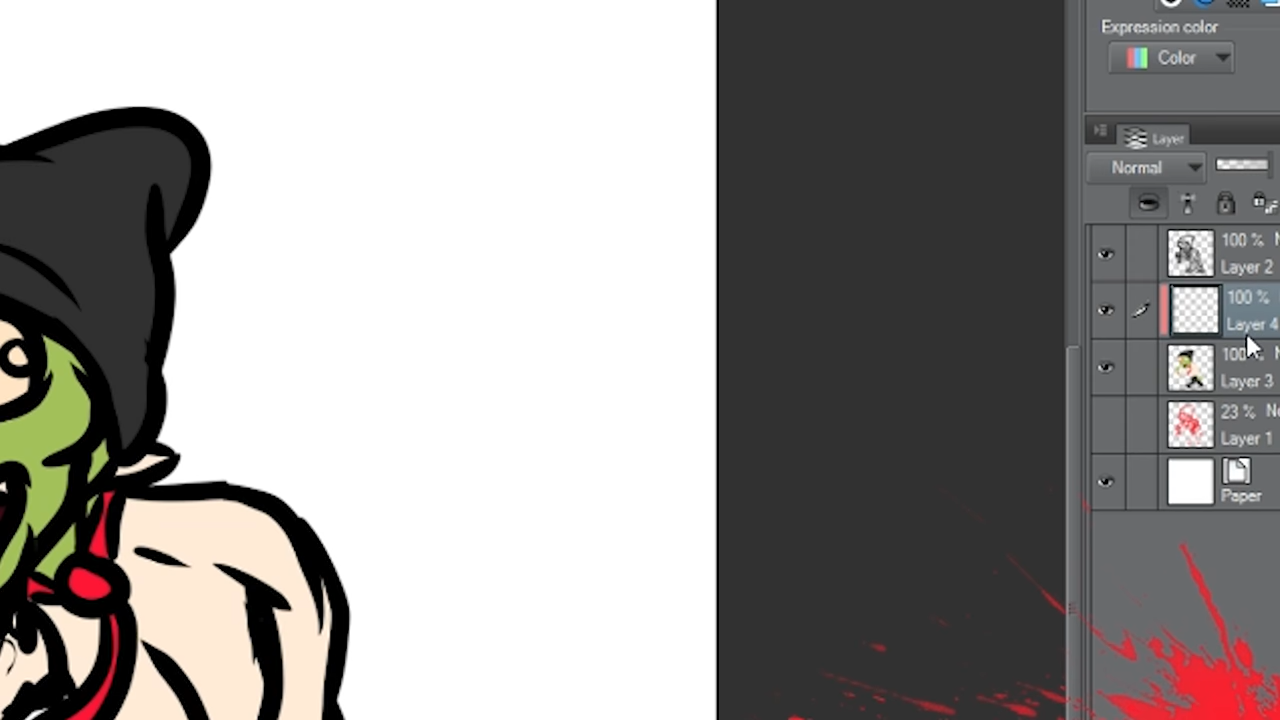 Expression color
Color
Layer
Normal
100 %
Layer 2
100 %
Layer 4
100
Layer 3
23 %
Layer 1
Paper